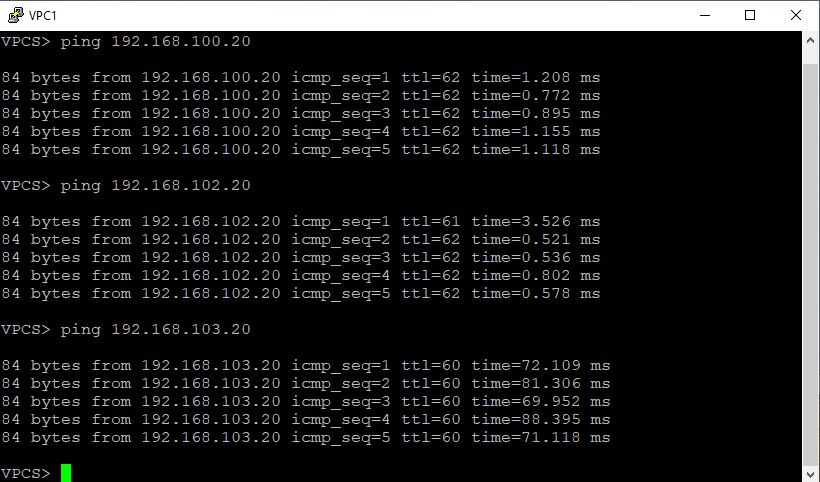 VPC1
VPCS> ping 192.168.100.20
84 bytes from 192.168.100.20 icmp_seq=1 ttl=62 time=1.208 ms
84 bytes from 192.168.100.20 icmp_seq=2 ttl=62 time=0.772 ms
84 bytes from 192.168.100.20 icmp_seq=3 ttl=62 time=0.895 ms
84 bytes from 192.168.100.20 icmp_seq=4 ttl=62 time=1.155 ms
84 bytes from 192.168.100.20 icmp_seq=5 ttl=62 time=1.118 ms
VPCS> ping 192.168.102.20
84 bytes from 192.168.102.20 icmp_seq=1 ttl=61 time=3.526 ms
84 bytes from 192.168.102.20 icmp_seq=2 ttl=62 time=0.521 ms
84 bytes from 192.168.102.20 icmp_seq=3 ttl=62 time=0.536 ms
84 bytes from 192.168.102.20 icmp_seq=4 ttl=62 time=0.802 ms
84 bytes from 192.168.102.20 icmp_seq=5 ttl=62 time=0.578 ms
VPCS> ping 192.168.103.20
84 bytes from 192.168.103.20 icmp_seq=1 ttl=60 time=72.109 ms
84 bytes from 192.168.103.20 icmp_seq=2 ttl=60 time=81.306 ms
84 bytes from 192.168.103.20 icmp_seq=3 ttl=60 time=69.952 ms
84 bytes from 192.168.103.20 icmp_seq=4 ttl=60 time=88.395 ms
84 bytes from 192.168.103.20 icmp_seq=5 ttl=60 time=71.118 ms
VPCS>